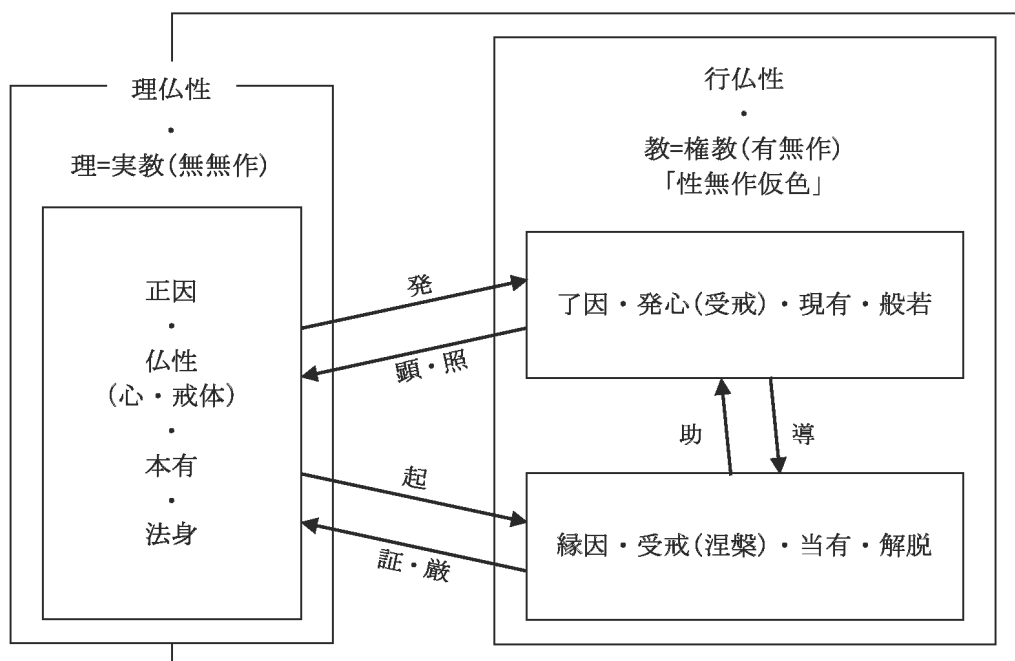 理仏性
・
理=実教(無無作)
正因
・
仏性
(心・戒体)
・
本有
・
法身
発
顕・照
起
証・厳
行仏性
・
教=権教(有無作)
「性無作仮色」
了因・発心(受戒)・現有・般若
助
導
縁因・受戒(涅槃)・当有・解脱